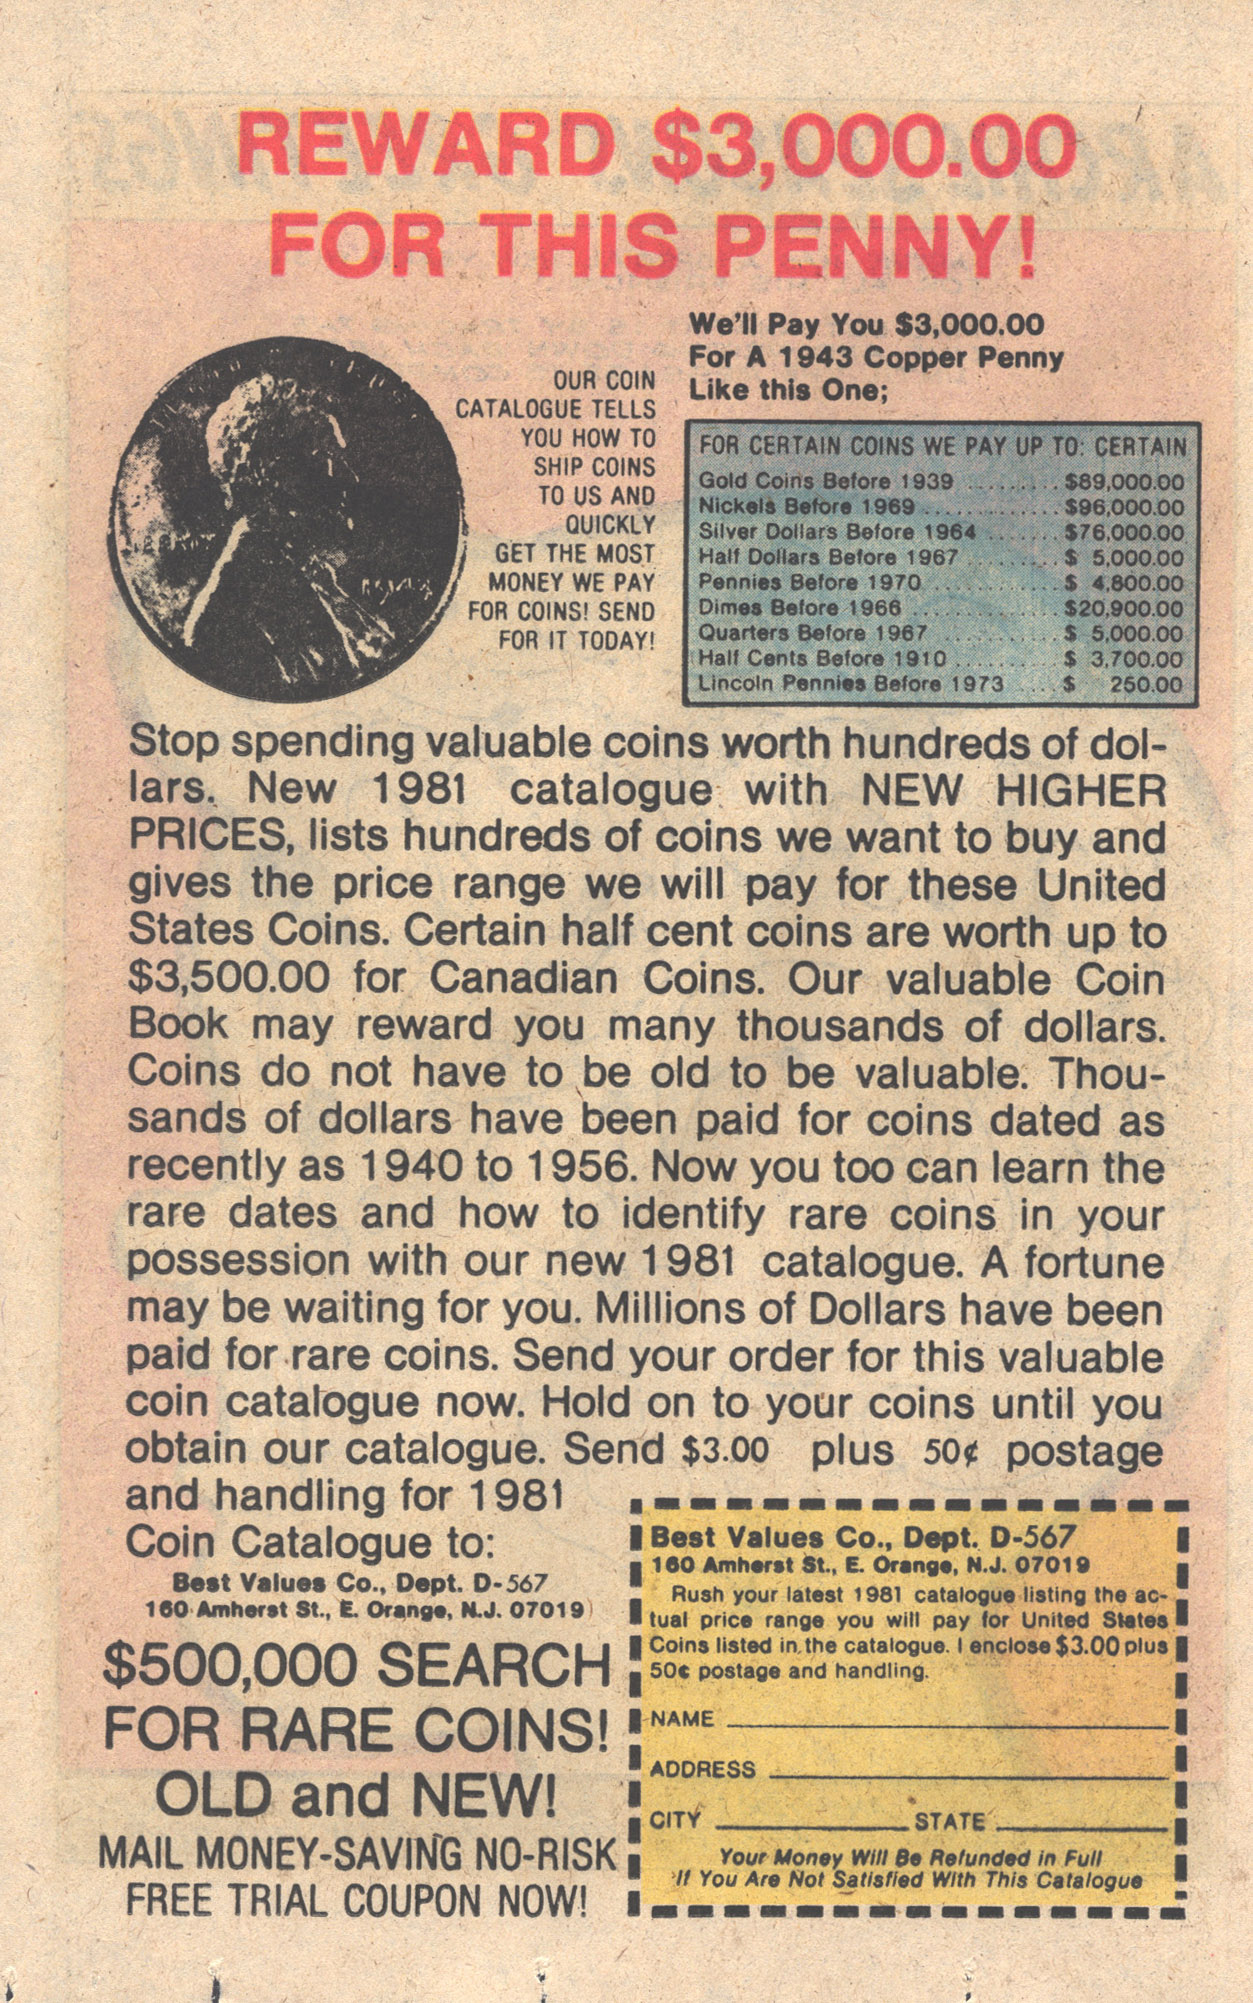 REWARD $3,000.00
FOR THIS PENNY!
We'll Pay You $3,000.00
For A 1943 Copper Penny
Like this One;
OUR COIN
CATALOGUE TELLS
YOU HOW TO
SHIP COINS
TO US AND
QUICKLY
GET THE MOST
MONEY WE PAY
FOR COINS! SEND
FOR IT TODAY!
FOR CERTAIN COINS WE PAY UP TO: CERTAIN
Gold Coins Before 1939 .......... $89,000.00
Nickels Before 1969 .............. $96,000.00
Silver Dollars Before 1964 ....... $76,000.00
Half Dollars Before 1967 ......... $ 5,000.00
Pennies Before 1970 ............. $ 4,800.00
Dimes Before 1966 .............. $20,900.00
Quarters Before 1967 ........... $ 5,000.00
Half Cents Before 1910 .......... $ 3,700.00
Lincoln Pennies Before 1973 .... $ 250.00
Stop spending valuable coins worth hundreds of dol-
lars. New 1981 catalogue with NEW HIGHER
PRICES, lists hundreds of coins we want to buy and
gives the price range we will pay for these United
States Coins. Certain half cent coins are worth up to
$3,500.00 for Canadian Coins. Our valuable Coin
Book may reward you many thousands of dollars.
Coins do not have to be old to be valuable. Thou-
sands of dollars have been paid for coins dated as
recently as 1940 to 1956. Now you too can learn the
rare dates and how to identify rare coins in your
possession with our new 1981 catalogue. A fortune
may be waiting for you. Millions of Dollars have been
paid for rare coins. Send your order for this valuable
coin catalogue now. Hold on to your coins until you
obtain our catalogue. Send $3.00 plus 50¢ postage
and handling for 1981
Coin Catalogue to:
Best Values Co., Dept. D-567
160 Amherst St., E. Orange, N.J. 07019
$500,000 SEARCH
FOR RARE COINS!
OLD and NEW!
MAIL MONEY-SAVING NO-RISK
FREE TRIAL COUPON NOW!
Best Values Co., Dept. D-567
160 Amherst St., E. Orange, N.J. 07019
Rush your latest 1981 catalogue listing the ac-
tual price range you will pay for United States
Coins listed in the catalogue. I enclose $3.00 plus
50¢ postage and handling.
NAME
ADDRESS
CITY STATE
Your Money Will Be Refunded in Full
If You Are Not Satisfied With This Catalogue